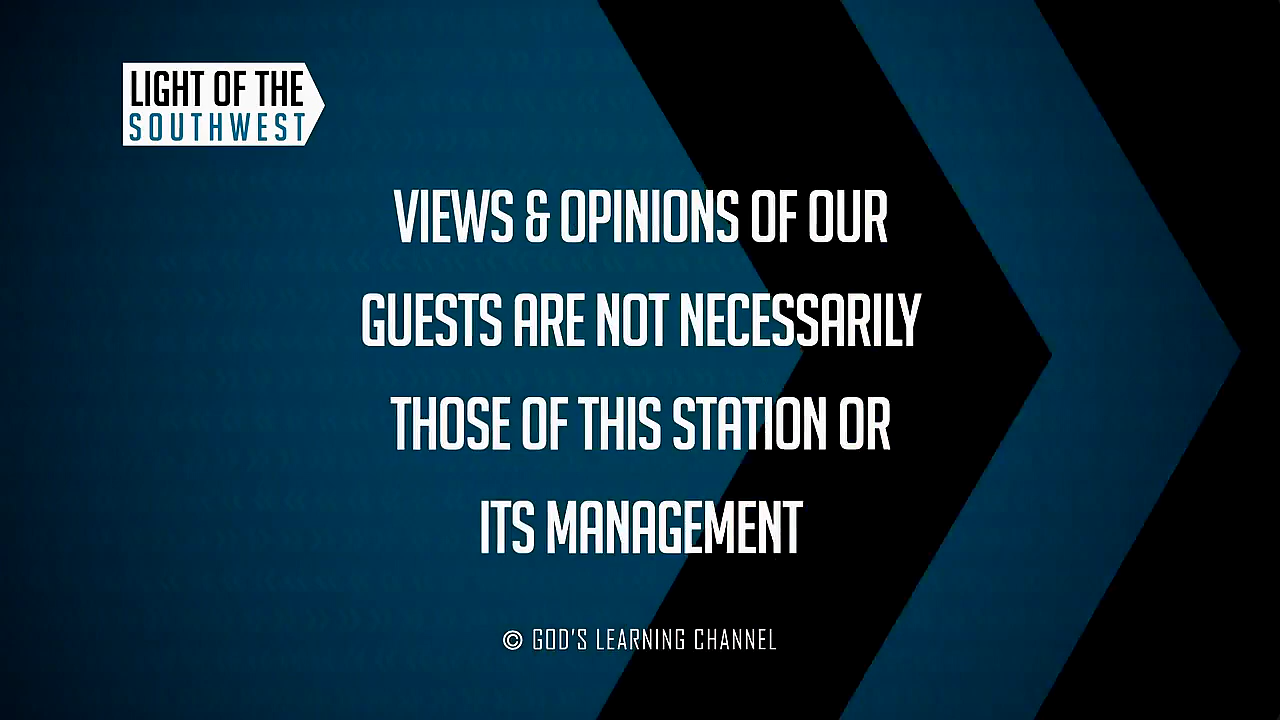 LIGHT OF THE
SOUTHWEST
VIEWS & OPINIONS OF OUR
GUESTS ARE NOT NECESSARILY
THOSE OF THIS STATION OR
ITS MANAGEMENT
© GOD'S LEARNING CHANNEL